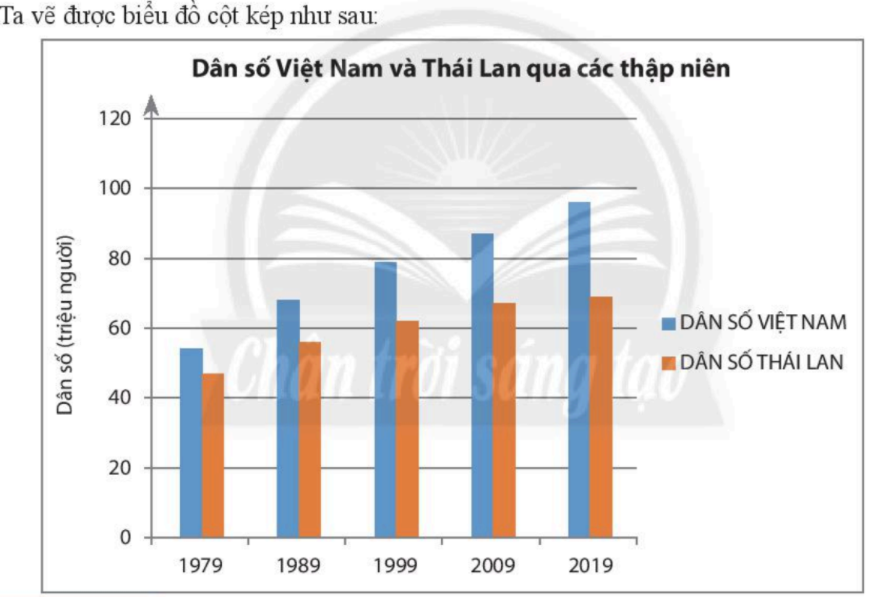 Ta vẽ được biểu đồ cột kép như sau:
Dân số Việt Nam và Thái Lan qua các thập niên
Dân số (triệu người)
120
100
80
60
40
20
0
1979 1989 1999 2009 2019
DÂN SỐ VIỆT NAM
DÂN SỐ THÁI LAN
Chân trời sáng tạo